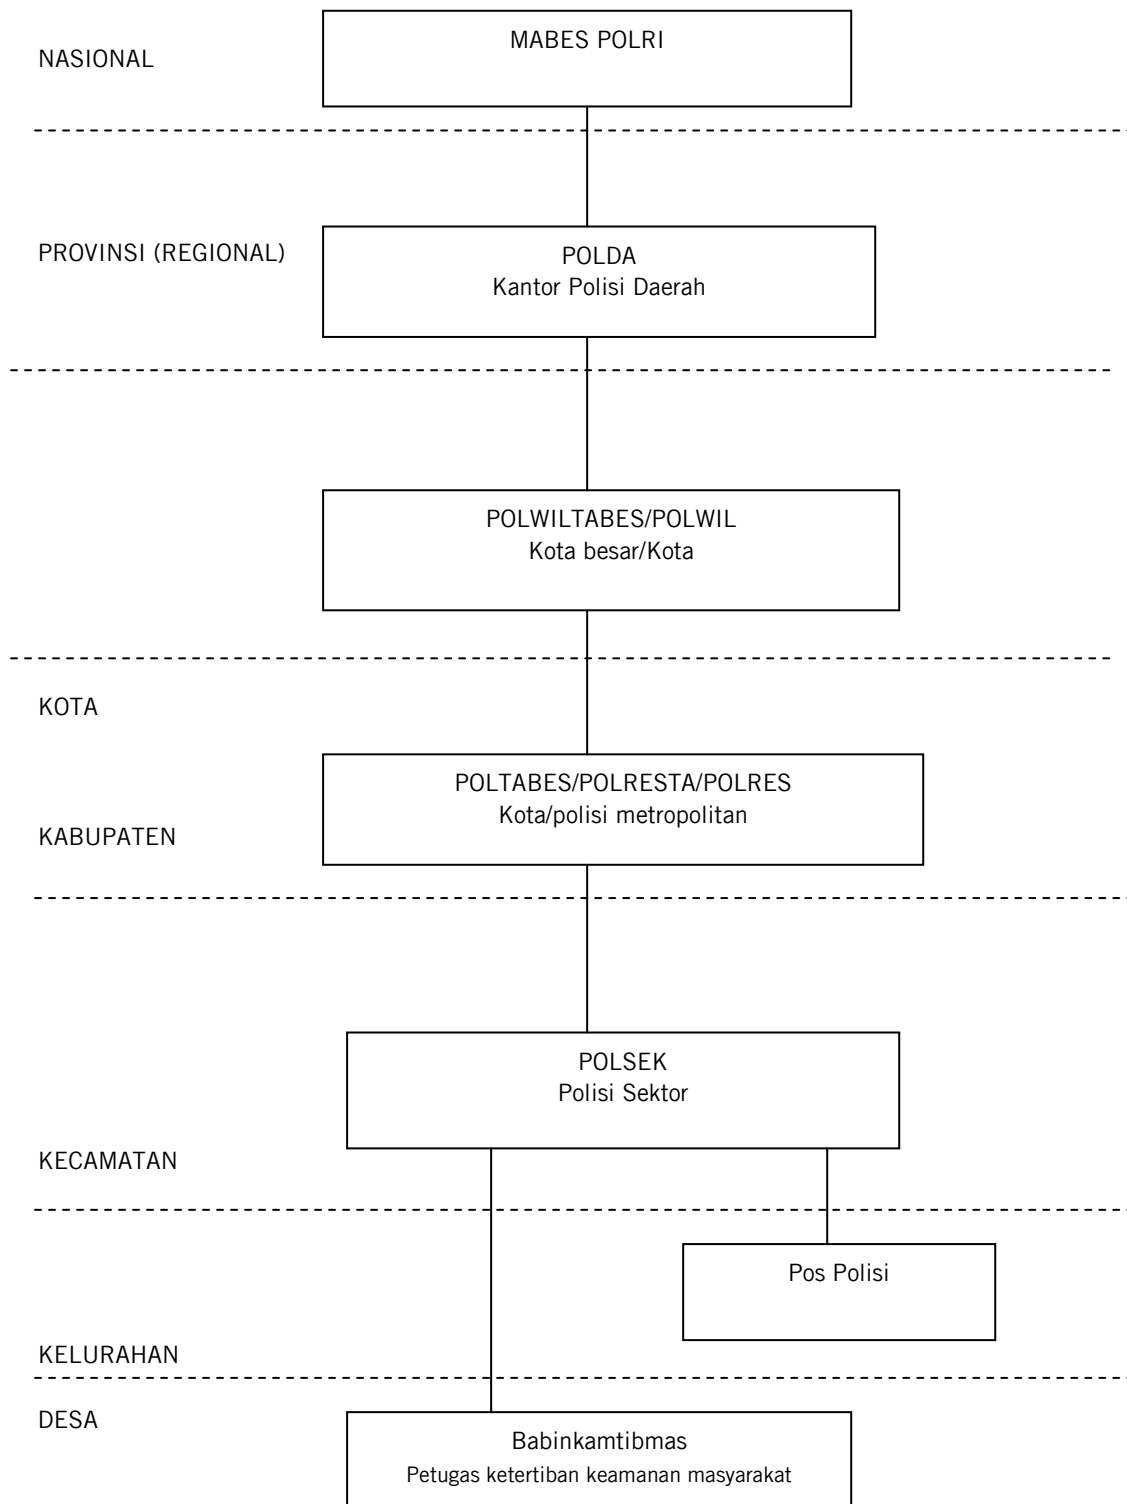 MABES POLRI
NASIONAL
PROVINSI (REGIONAL)
POLDA
Kantor Polisi Daerah
POLWILTABES/POLWIL
Kota besar/Kota
KOTA
POLTABES/POLRESTA/POLRES
Kota/polisi metropolitan
KABUPATEN
POLSEK
Polisi Sektor
KECAMATAN
Pos Polisi
KELURAHAN
DESA
Babinkamtibmas
Petugas ketertiban keamanan masyarakat